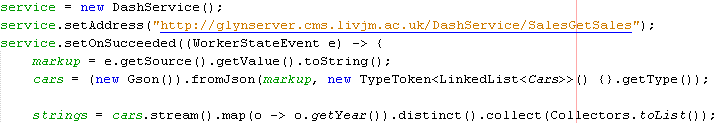 service = new DashService();
service.setAddress("http://glynserver.cms.livjm.ac.uk/DashService/SalesGetSales");
service.setOnSucceeded((WorkerStateEvent e) -> {
markup = e.getSource().getValue().toString();
cars = (new Gson()).fromJson(markup, new TypeToken<LinkedList<Cars>>() {}.getType());
strings = cars.stream().map(o -> o.getYear()).distinct().collect(Collectors.toList());